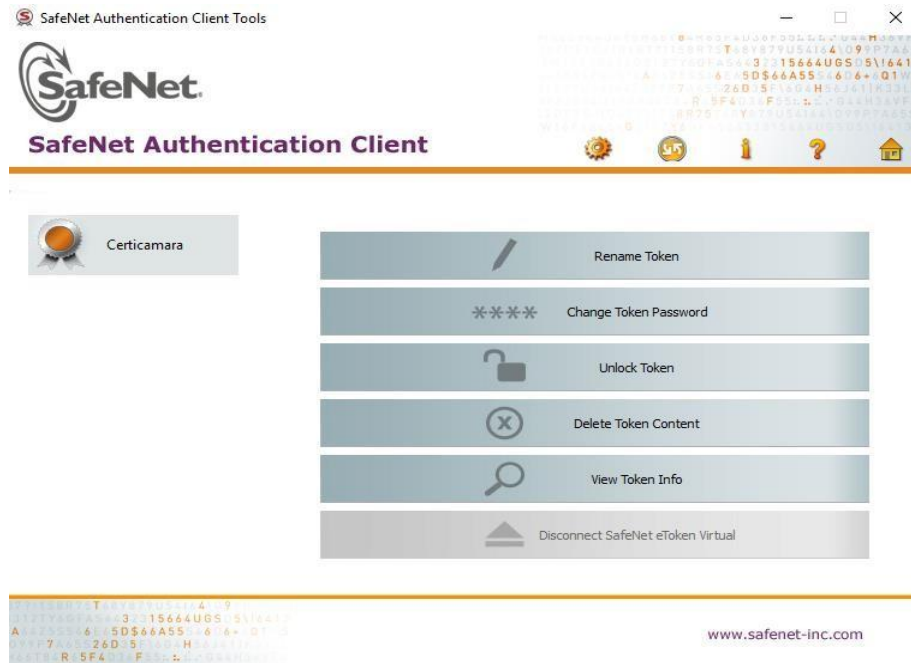 SafeNet Authentication Client Tools
SafeNet.
SafeNet Authentication Client
Certicamara
Rename Token
**** Change Token Password
Unlock Token
Delete Token Content
View Token Info
Disconnect SafeNet eToken Virtual
www.safenet-inc.com